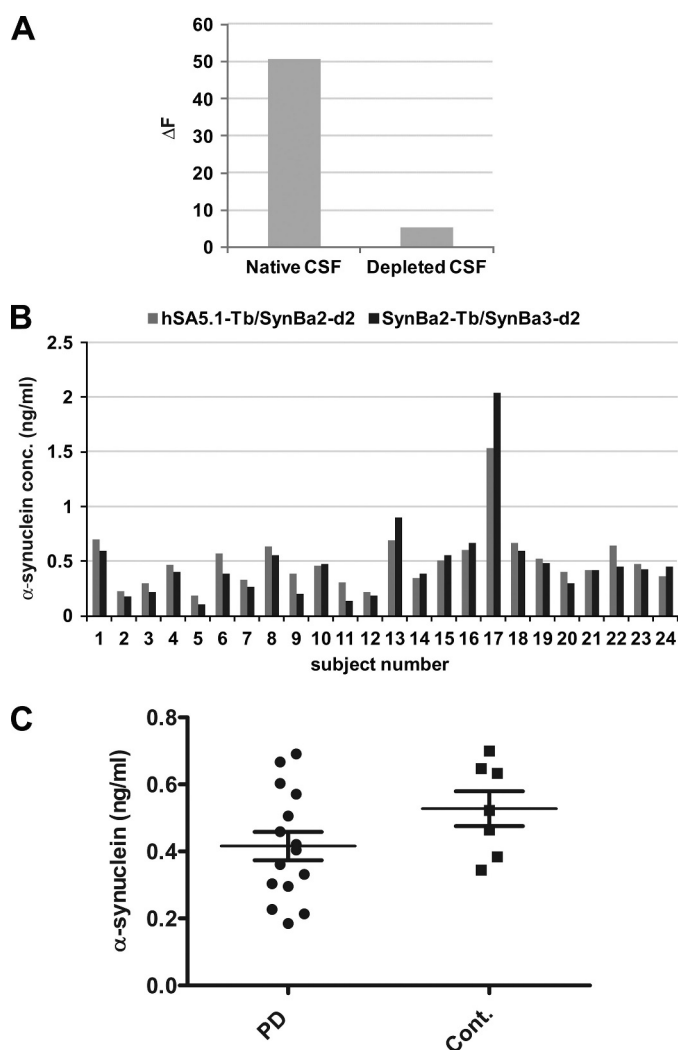 A
60
50
40
30
20
10
0
ΔF
Native CSF Depleted CSF
B
hSA5.1-Tb/SynBa2-d2 SynBa2-Tb/SynBa3-d2
2.5
2
1.5
1
0.5
0
α-synuclein conc. (ng/ml)
1 2 3 4 5 6 7 8 9 10 11 12 13 14 15 16 17 18 19 20 21 22 23 24
subject number
C
0.8
0.6
0.4
0.2
0.0
α-synuclein (ng/ml)
PD Cont.